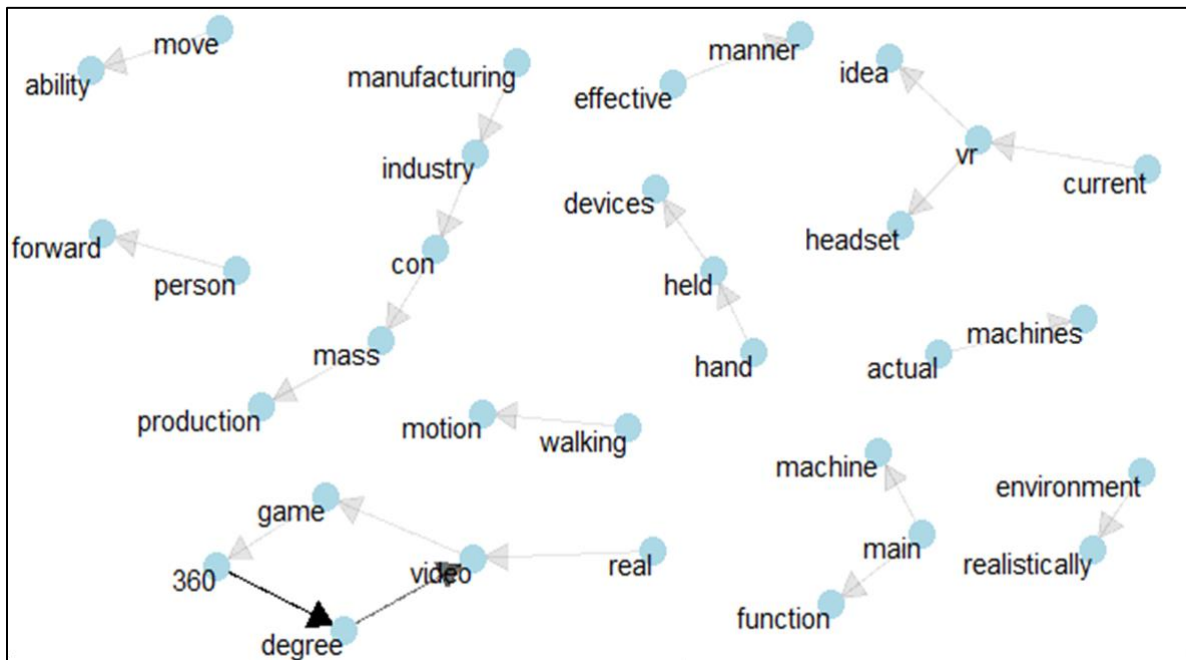 move
ability
manufacturing
manner
idea
effective
industry
vr
current
devices
headset
forward
con
held
person
mass
machines
actual
hand
production
motion
walking
machine
environment
game
main
realistically
360
video
real
function
degree